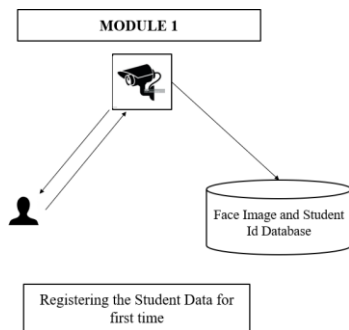 MODULE 1
Face Image and Student
Id Database
Registering the Student Data for
first time